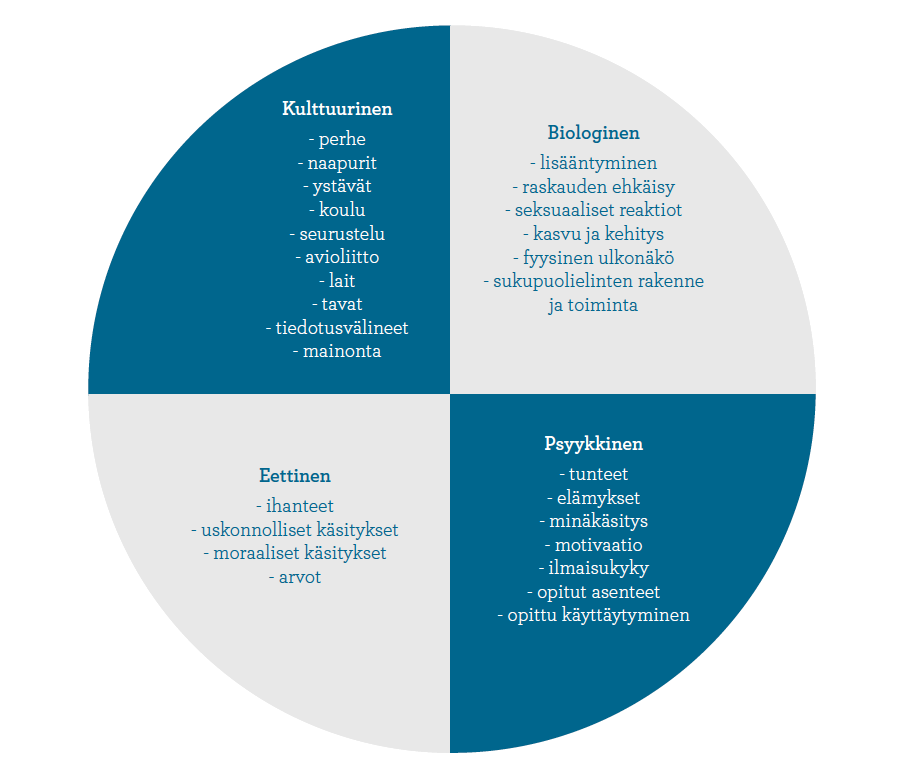 Kulttuurinen
- perhe
- naapurit
- ystävät
- koulu
- seurustelu
- avioliitto
- lait
- tavat
- tiedotusvälineet
- mainonta
Biologinen
- lisääntyminen
- raskauden ehkäisy
- seksuaaliset reaktiot
- kasvu ja kehitys
- fyysinen ulkonäkö
- sukupuolielinten rakenne
ja toiminta
Eettinen
- ihanteet
- uskonnolliset käsitykset
- moraaliset käsitykset
- arvot
Psyykkinen
- tunteet
- elämykset
- minäkäsitys
- motivaatio
- ilmaisukyky
- opitut asenteet
- opittu käyttäytyminen